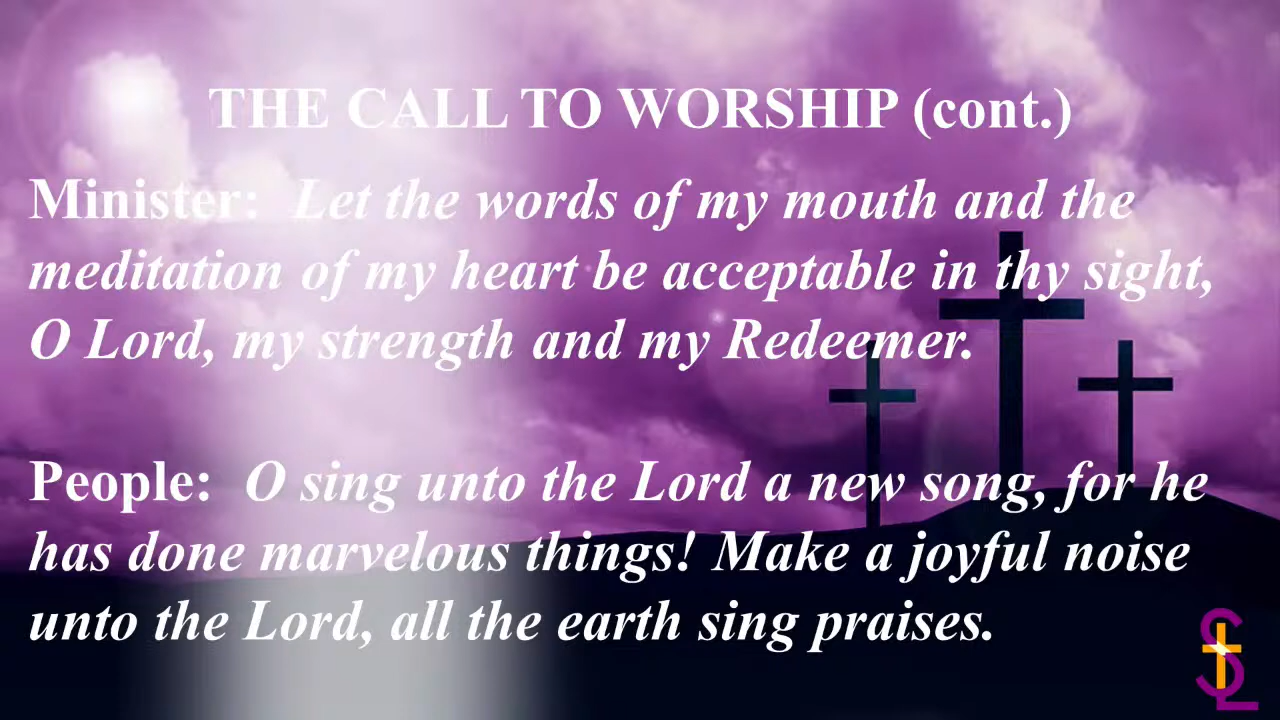 THE CALL TO WORSHIP (cont.)
Minister: Let the words of my mouth and the
meditation of my heart be acceptable in thy sight,
O Lord, my strength and my Redeemer.
People: O sing unto the Lord a new song, for he
has done marvelous things! Make a joyful noise
unto the Lord, all the earth sing praises.
SL